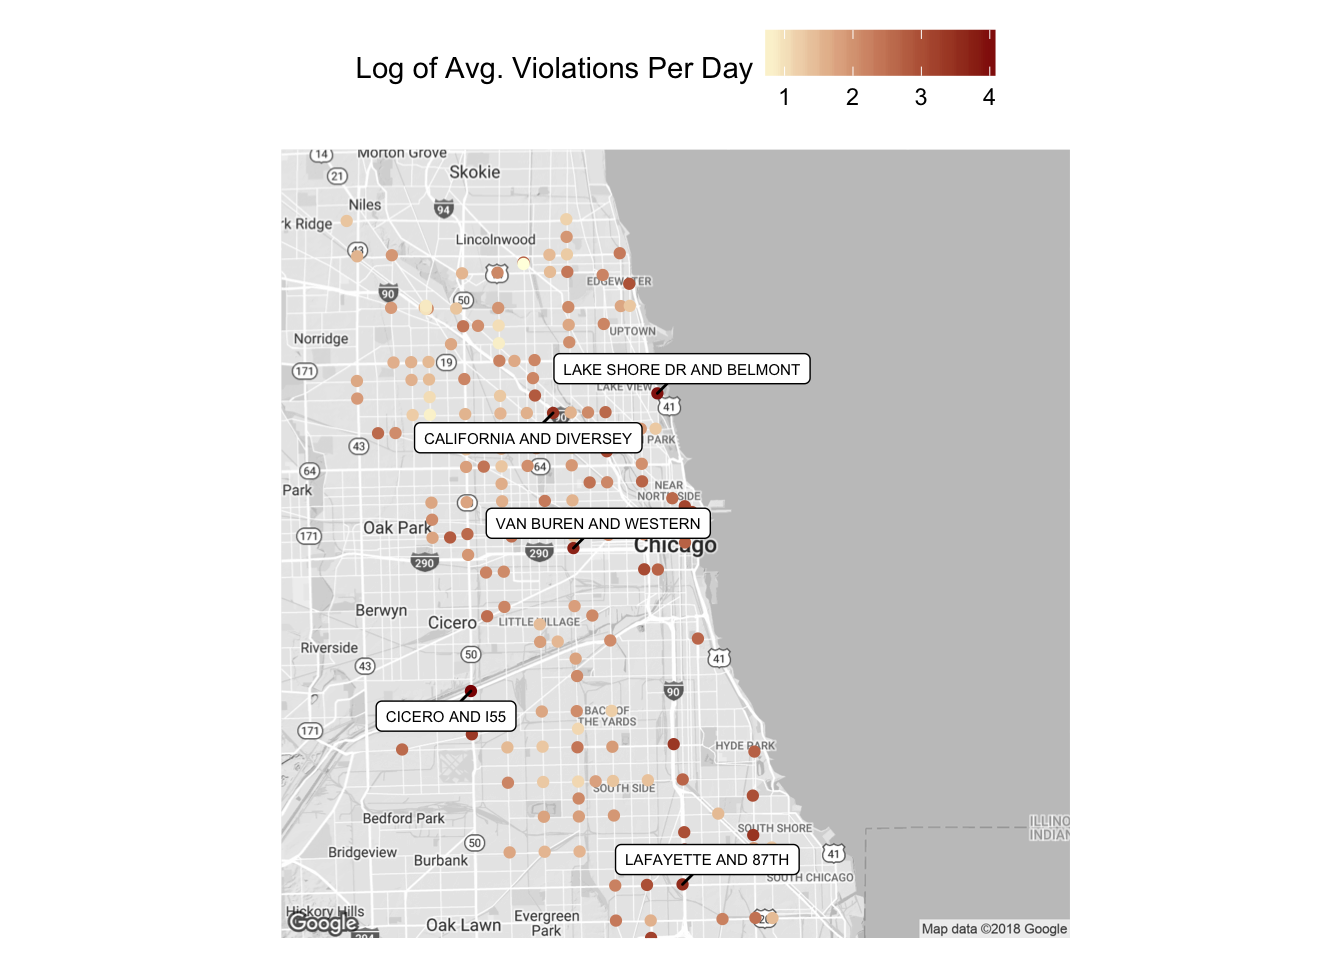 Log of Avg. Violations Per Day
1 2 3 4
14
Morton Grove
21
Skokie
Niles
94
Ridge
43
Lincolnwood
EDGEWATER
90
50
UPTOWN
Norridge
19
171
LAKE SHORE DR AND BELMONT
LAKE VIEW
41
CALIFORNIA AND DIVERSEY
PARK
43
64
64
Park
NEAR
NORTH SIDE
VAN BUREN AND WESTERN
Oak Park
171
290
290
Chicago
Berwyn
Cicero
LITTLE VILLAGE
Riverside
50
43
41
90
CICERO AND I55
BACK OF
THE YARDS
171
HYDE PARK
SOUTH SIDE
Bedford Park
SOUTH SHORE
ILLINO
INDIAN
50
Bridgeview
Burbank
41
LAFAYETTE AND 87TH
SOUTH CHICAGO
Hickory Hills
Google
Oak Lawn
Evergreen
Park
294
20
Map data ©2018 Google